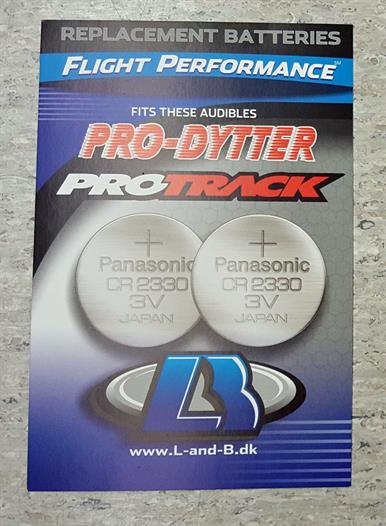 REPLACEMENT BATTERIES
FLIGHT PERFORMANCE℠
FITS THESE AUDIBLES
PRO-DYTTER
PROTRACK
Panasonic
CR 2330
3V
JAPAN
Panasonic
CR 2330
3V
JAPAN
LB
www.L-and-B.dk